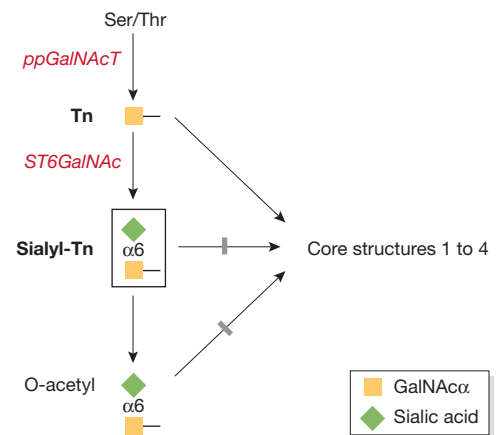 Ser/Thr
ppGalNAcT
Tn
ST6GalNAc
α6
Sialyl-Tn
Core structures 1 to 4
O-acetyl
α6
GalNAcα
Sialic acid